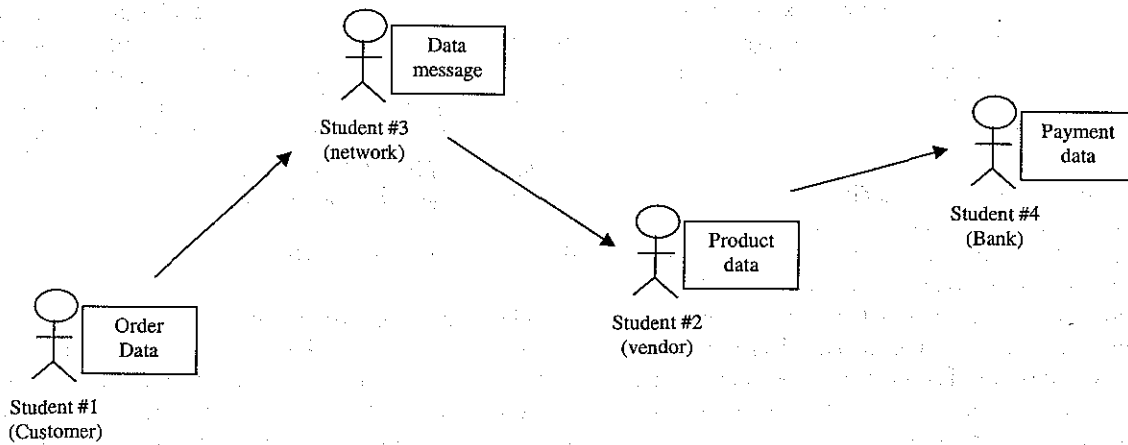 Data
message
Student #3
(network)
Payment
data
Student #4
(Bank)
Product
data
Student #2
(vendor)
Order
Data
Student #1
(Customer)